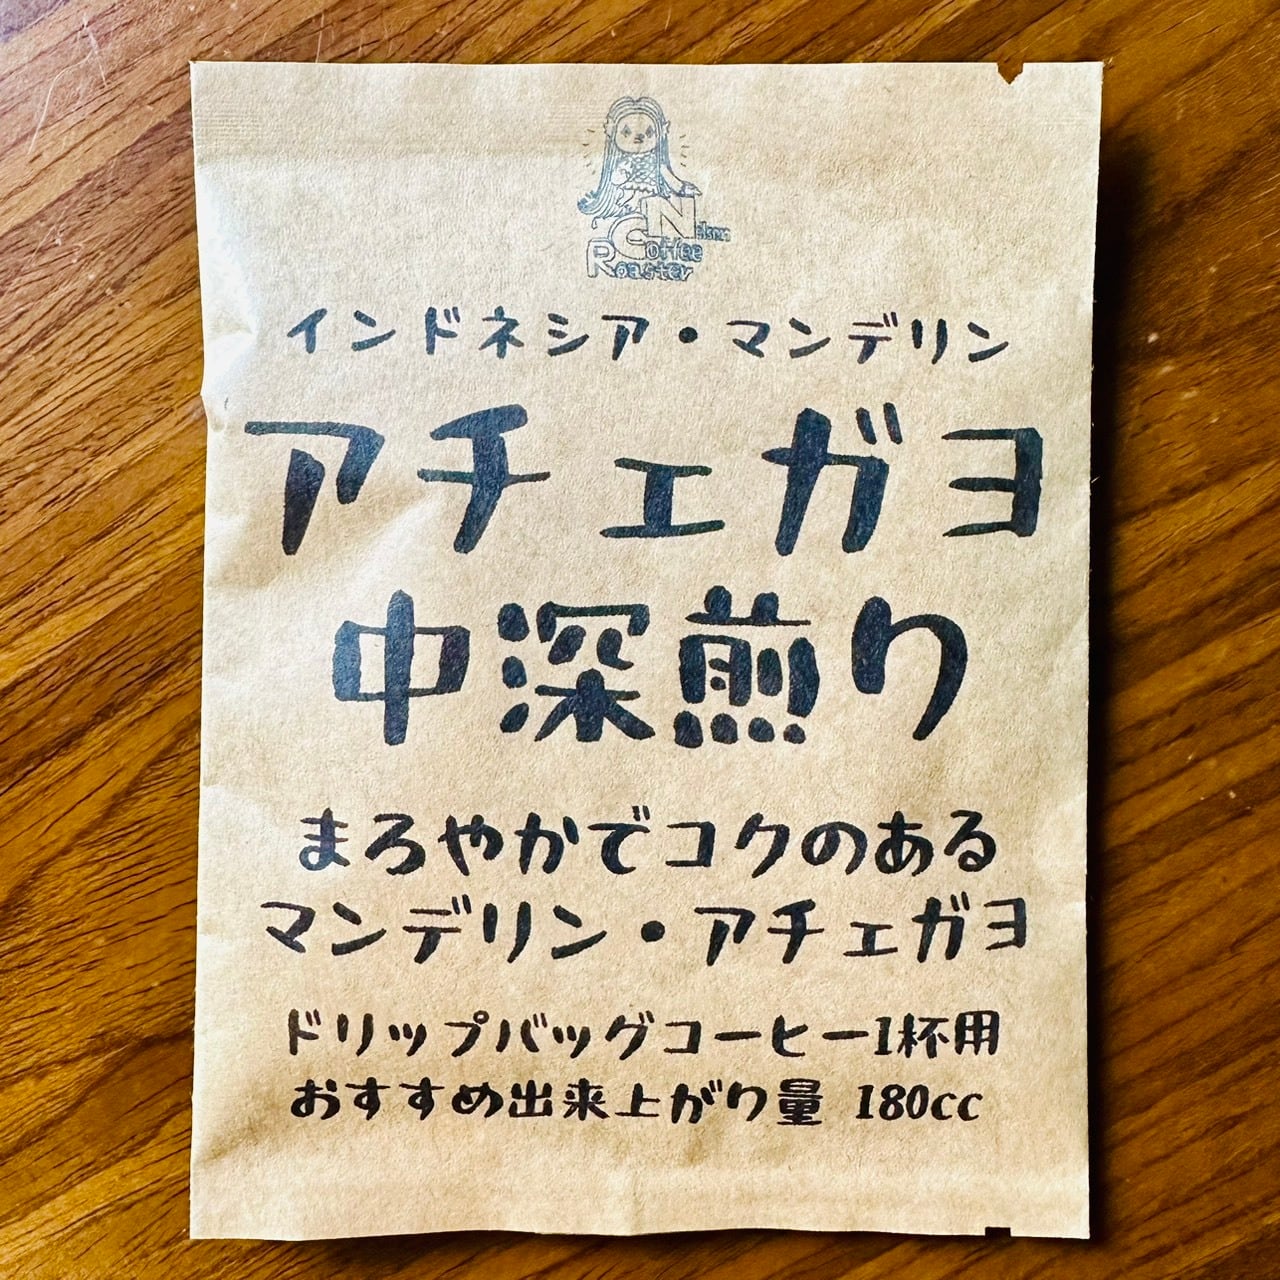 Nelson
Coffee
Roaster
インドネシア・マンデリン
アチェガヨ
中深煎り
まろやかでコクのある
マンデリン・アチェガヨ
ドリップバッグコーヒー1杯用
おすすめ出来上がり量 180cc